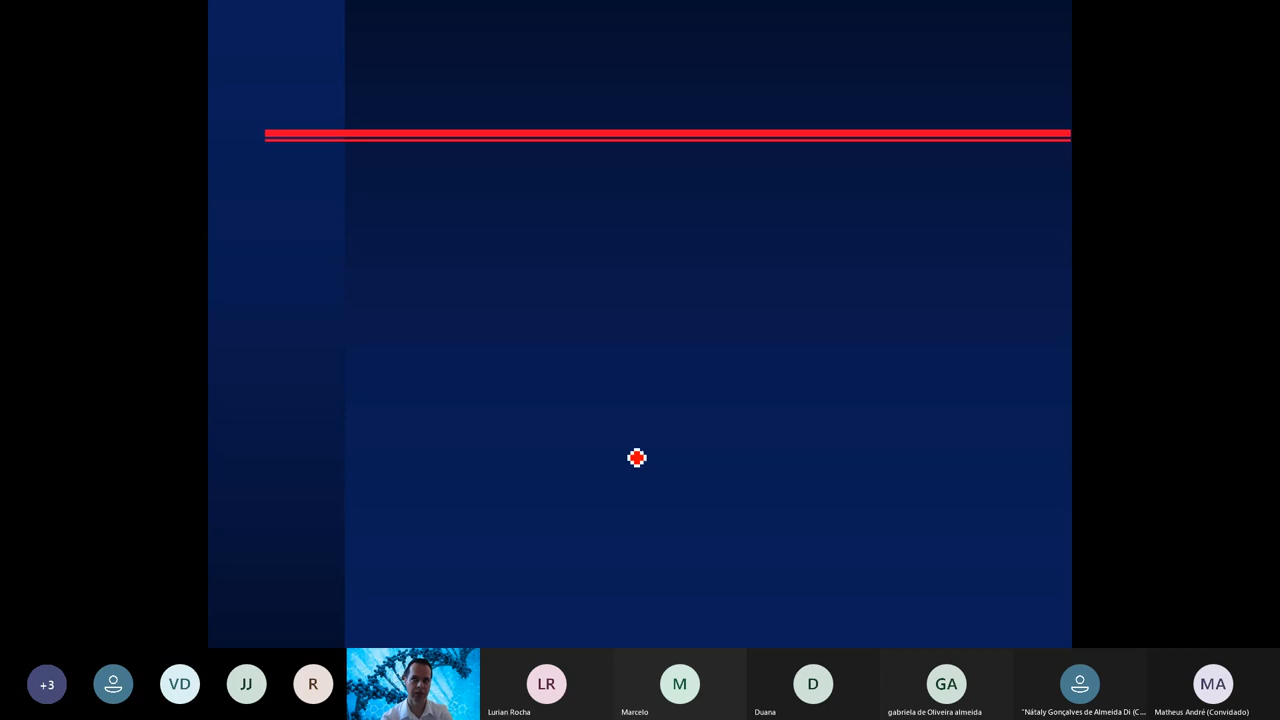 +3
VD
JJ
R
LR
M
D
GA
MA
Lurian Rocha
Marcelo
Duana
gabriela de Oliveira almeida
"Nátaly Gonçalves de Almeida Di (C...
Matheus André (Convidado)